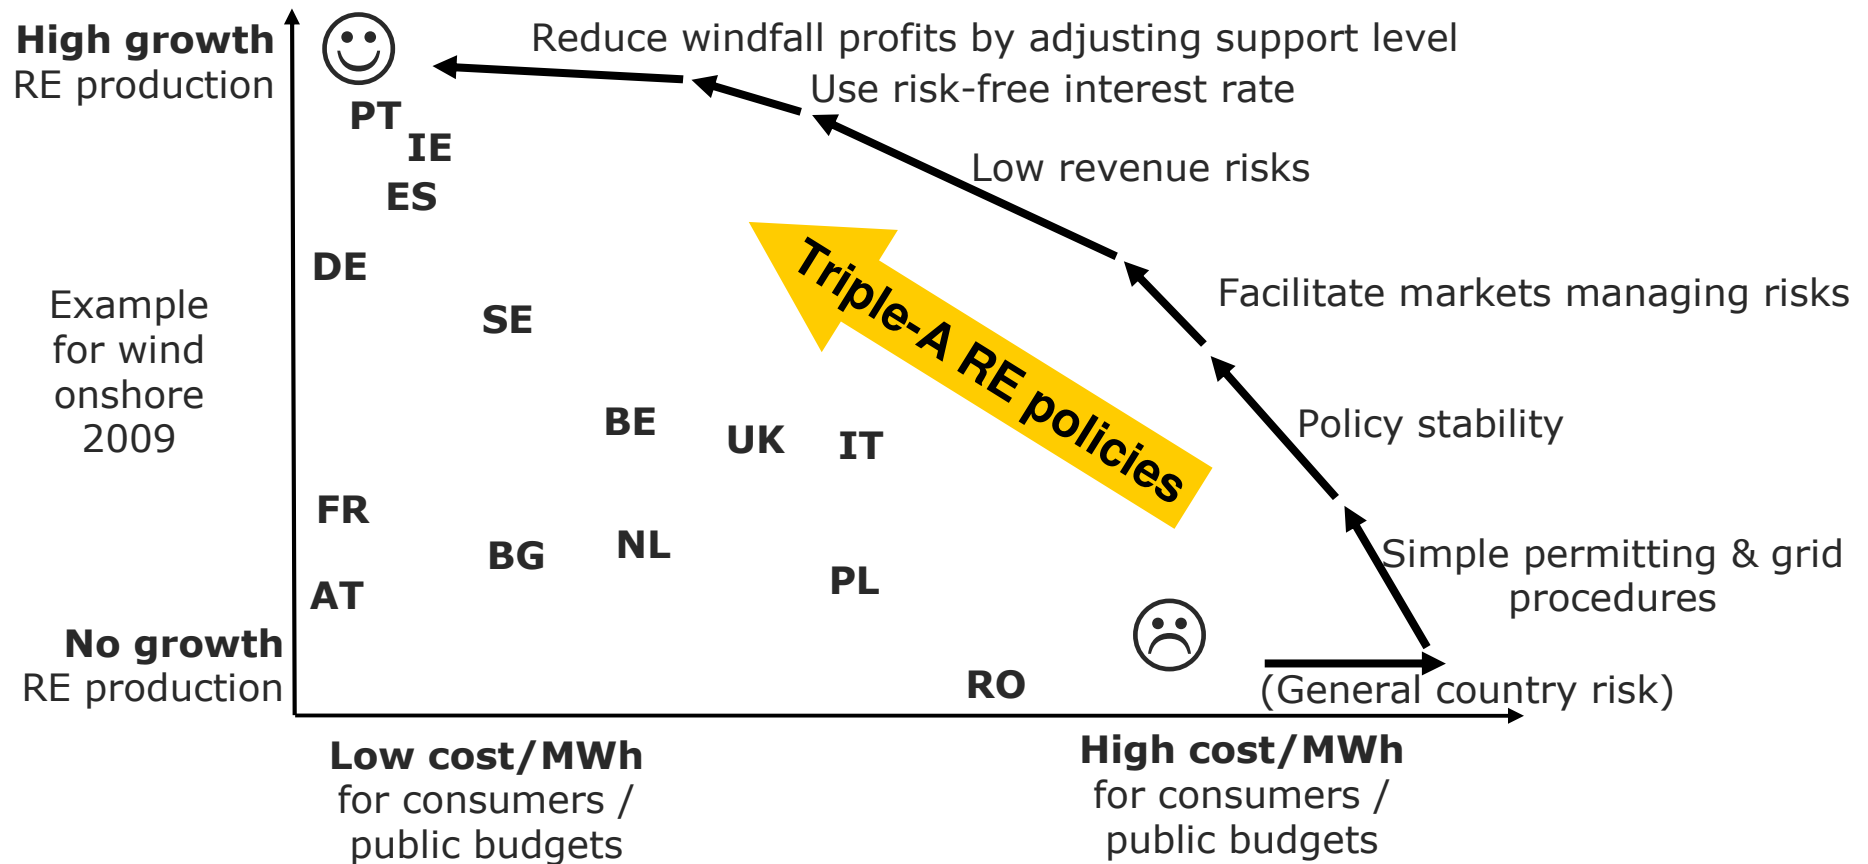 High growth
RE production
Reduce windfall profits by adjusting support level
Use risk-free interest rate
PT
IE
Low revenue risks
ES
DE
Triple-A RE policies
Facilitate markets managing risks
Example
for wind
onshore
2009
SE
BE
UK
IT
Policy stability
FR
BG
NL
PL
Simple permitting & grid
procedures
AT
No growth
RE production
RO
(General country risk)
Low cost/MWh
for consumers /
public budgets
High cost/MWh
for consumers /
public budgets